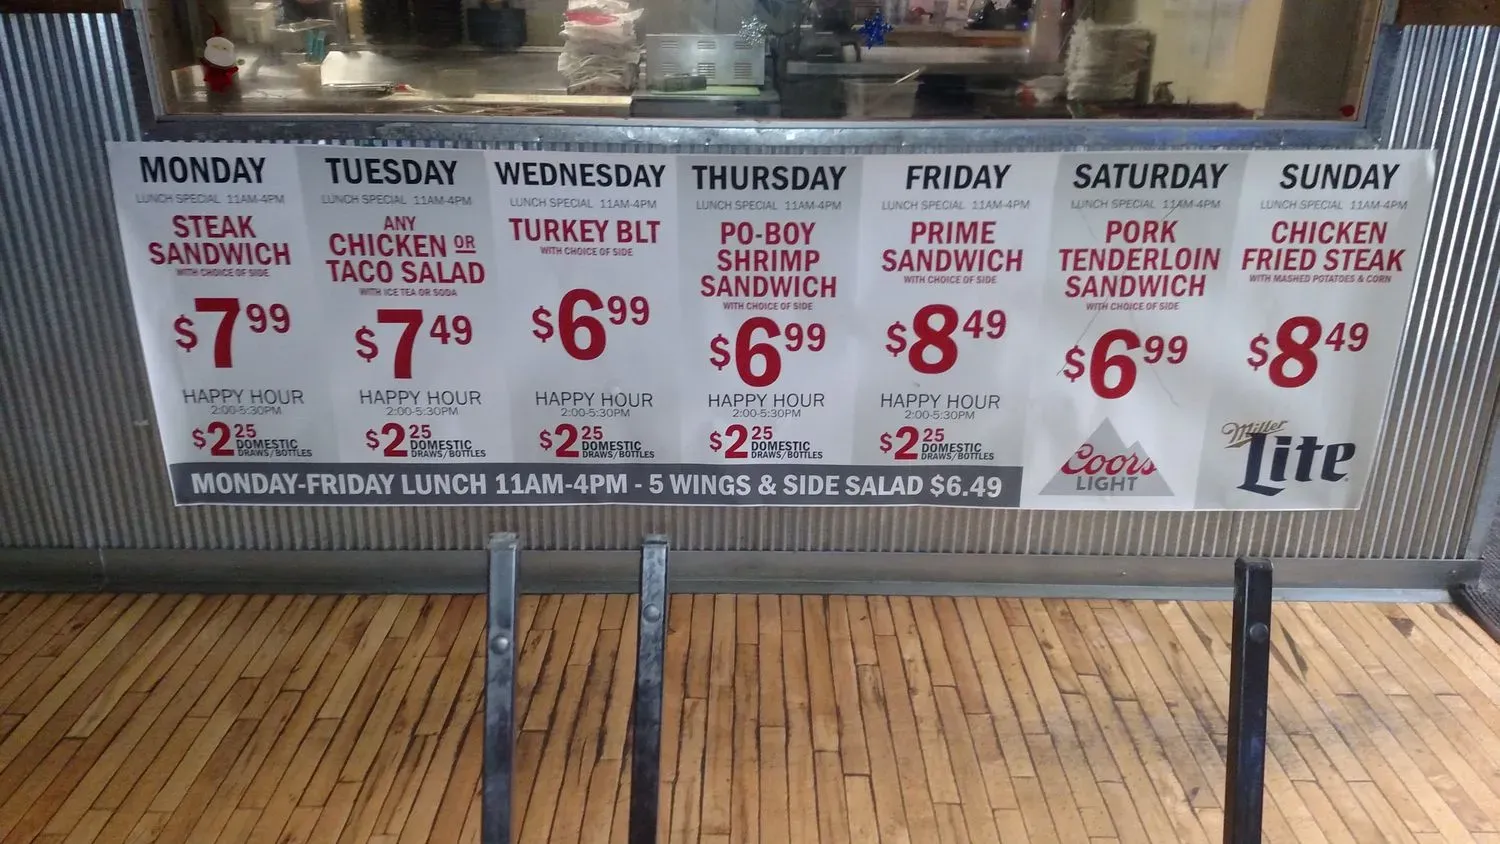 MONDAY
LUNCH SPECIAL 11AM-4PM
STEAK
SANDWICH
WITH CHOICE OF SIDE
$7.99
HAPPY HOUR
2:00-5:30PM
$2.25 DOMESTIC
DRAWS/BOTTLES
TUESDAY
LUNCH SPECIAL 11AM-4PM
ANY
CHICKEN OR
TACO SALAD
WITH ICE TEA OR SODA
$7.49
HAPPY HOUR
2:00-5:30PM
$2.25 DOMESTIC
DRAWS/BOTTLES
WEDNESDAY
LUNCH SPECIAL 11AM-4PM
TURKEY BLT
WITH CHOICE OF SIDE
$6.99
HAPPY HOUR
2:00-5:30PM
$2.25 DOMESTIC
DRAWS/BOTTLES
THURSDAY
LUNCH SPECIAL 11AM-4PM
PO-BOY
SHRIMP
SANDWICH
WITH CHOICE OF SIDE
$6.99
HAPPY HOUR
2:00-5:30PM
$2.25 DOMESTIC
DRAWS/BOTTLES
FRIDAY
LUNCH SPECIAL 11AM-4PM
PRIME
SANDWICH
WITH CHOICE OF SIDE
$8.49
HAPPY HOUR
2:00-5:30PM
$2.25 DOMESTIC
DRAWS/BOTTLES
SATURDAY
LUNCH SPECIAL 11AM-4PM
PORK
TENDERLOIN
SANDWICH
WITH CHOICE OF SIDE
$6.99
Coors
LIGHT
SUNDAY
LUNCH SPECIAL 11AM-4PM
CHICKEN
FRIED STEAK
WITH MASHED POTATOES & CORN
$8.49
Miller
Lite
MONDAY-FRIDAY LUNCH 11AM-4PM - 5 WINGS & SIDE SALAD $6.49